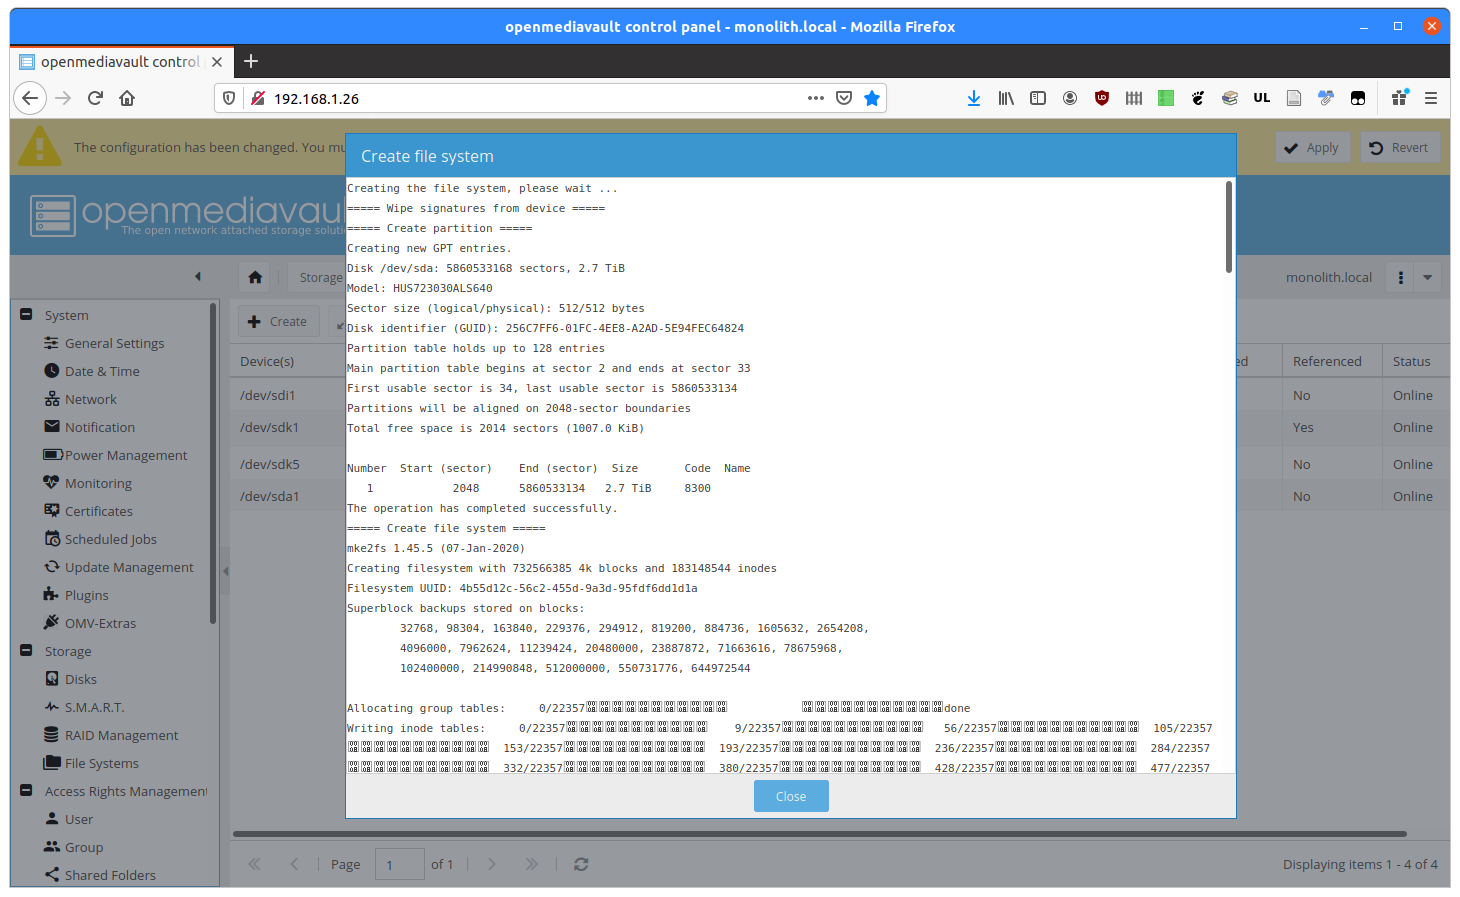 openmediavault control panel - monolith.local - Mozilla Firefox
openmediavault control
192.168.1.26
UL
The configuration has been changed. You mu
Apply
Revert
openmediavaul
The open network attached storage soluti
Storage
monolith.local
Create
Device(s)
ed
Referenced
Status
/dev/sdi1
No
Online
/dev/sdk1
Yes
Online
/dev/sdk5
No
Online
/dev/sda1
No
Online
System
General Settings
Date & Time
Network
Notification
Power Management
Monitoring
Certificates
Scheduled Jobs
Update Management
Plugins
OMV-Extras
Storage
Disks
S.M.A.R.T.
RAID Management
File Systems
Access Rights Management
User
Group
Shared Folders
Create file system
Creating the file system, please wait ...
===== Wipe signatures from device =====
===== Create partition =====
Creating new GPT entries.
Disk /dev/sda: 5860533168 sectors, 2.7 TiB
Model: HUS723030ALS640
Sector size (logical/physical): 512/512 bytes
Disk identifier (GUID): 256C7FF6-01FC-4EE8-A2AD-5E94FEC64824
Partition table holds up to 128 entries
Main partition table begins at sector 2 and ends at sector 33
First usable sector is 34, last usable sector is 5860533134
Partitions will be aligned on 2048-sector boundaries
Total free space is 2014 sectors (1007.0 KiB)
Number  Start (sector)    End (sector)  Size       Code  Name
1            2048      5860533134   2.7 TiB     8300
The operation has completed successfully.
===== Create file system =====
mke2fs 1.45.5 (07-Jan-2020)
Creating filesystem with 732566385 4k blocks and 183148544 inodes
Filesystem UUID: 4b55d12c-56c2-455d-9a3d-95fdf6dd1d1a
Superblock backups stored on blocks:
32768, 98304, 163840, 229376, 294912, 819200, 884736, 1605632, 2654208,
4096000, 7962624, 11239424, 20480000, 23887872, 71663616, 78675968,
102400000, 214990848, 512000000, 550731776, 644972544
Allocating group tables:     0/22357 done
Writing inode tables:     0/22357 9/22357 56/22357 105/22357
153/22357 193/22357 236/22357 284/22357
332/22357 380/22357 428/22357 477/22357
Close
Page
1
of 1
Displaying items 1 - 4 of 4